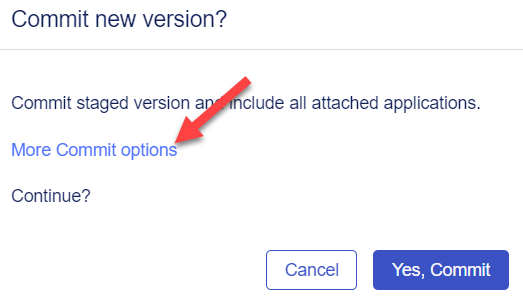 Commit new version?
Commit staged version and include all attached applications.
More Commit options
Continue?
Cancel
Yes, Commit